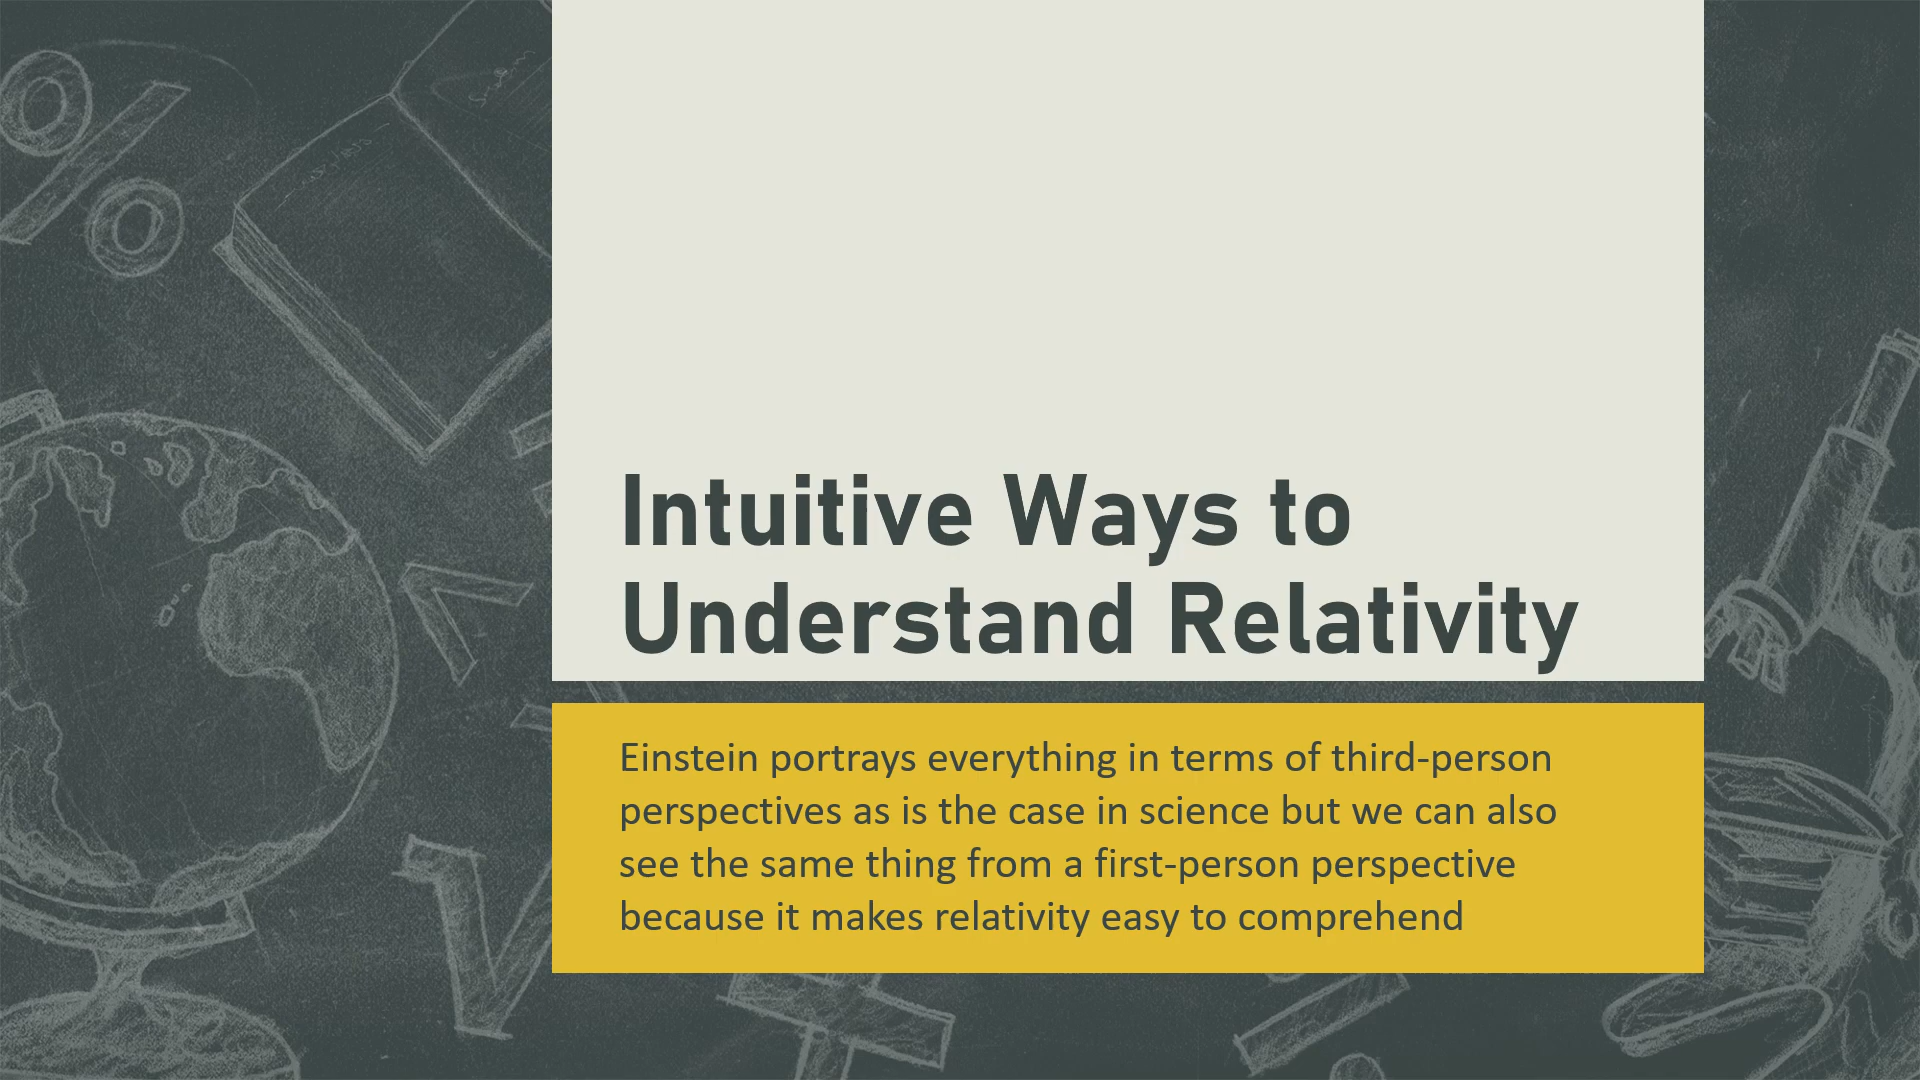 Intuitive Ways to
Understand Relativity
Einstein portrays everything in terms of third-person
perspectives as is the case in science but we can also
see the same thing from a first-person perspective
because it makes relativity easy to comprehend